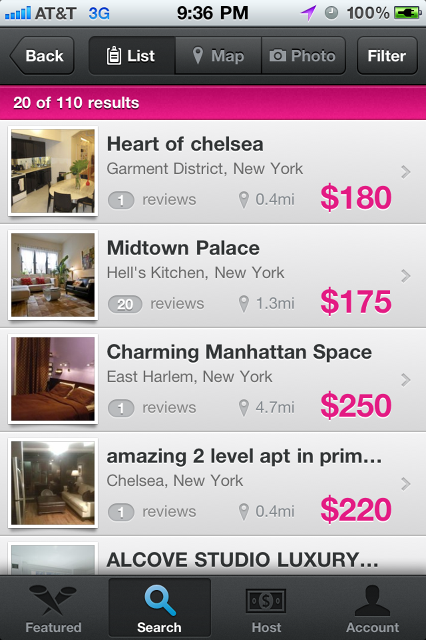 AT&T 3G 9:36 PM 100%
Back List Map Photo Filter
20 of 110 results
Heart of chelsea
Garment District, New York
1 reviews 0.4mi $180
Midtown Palace
Hell's Kitchen, New York
20 reviews 1.3mi $175
Charming Manhattan Space
East Harlem, New York
1 reviews 4.7mi $250
amazing 2 level apt in prim...
Chelsea, New York
1 reviews 0.4mi $220
ALCOVE STUDIO LUXURY...
Featured Search Host Account